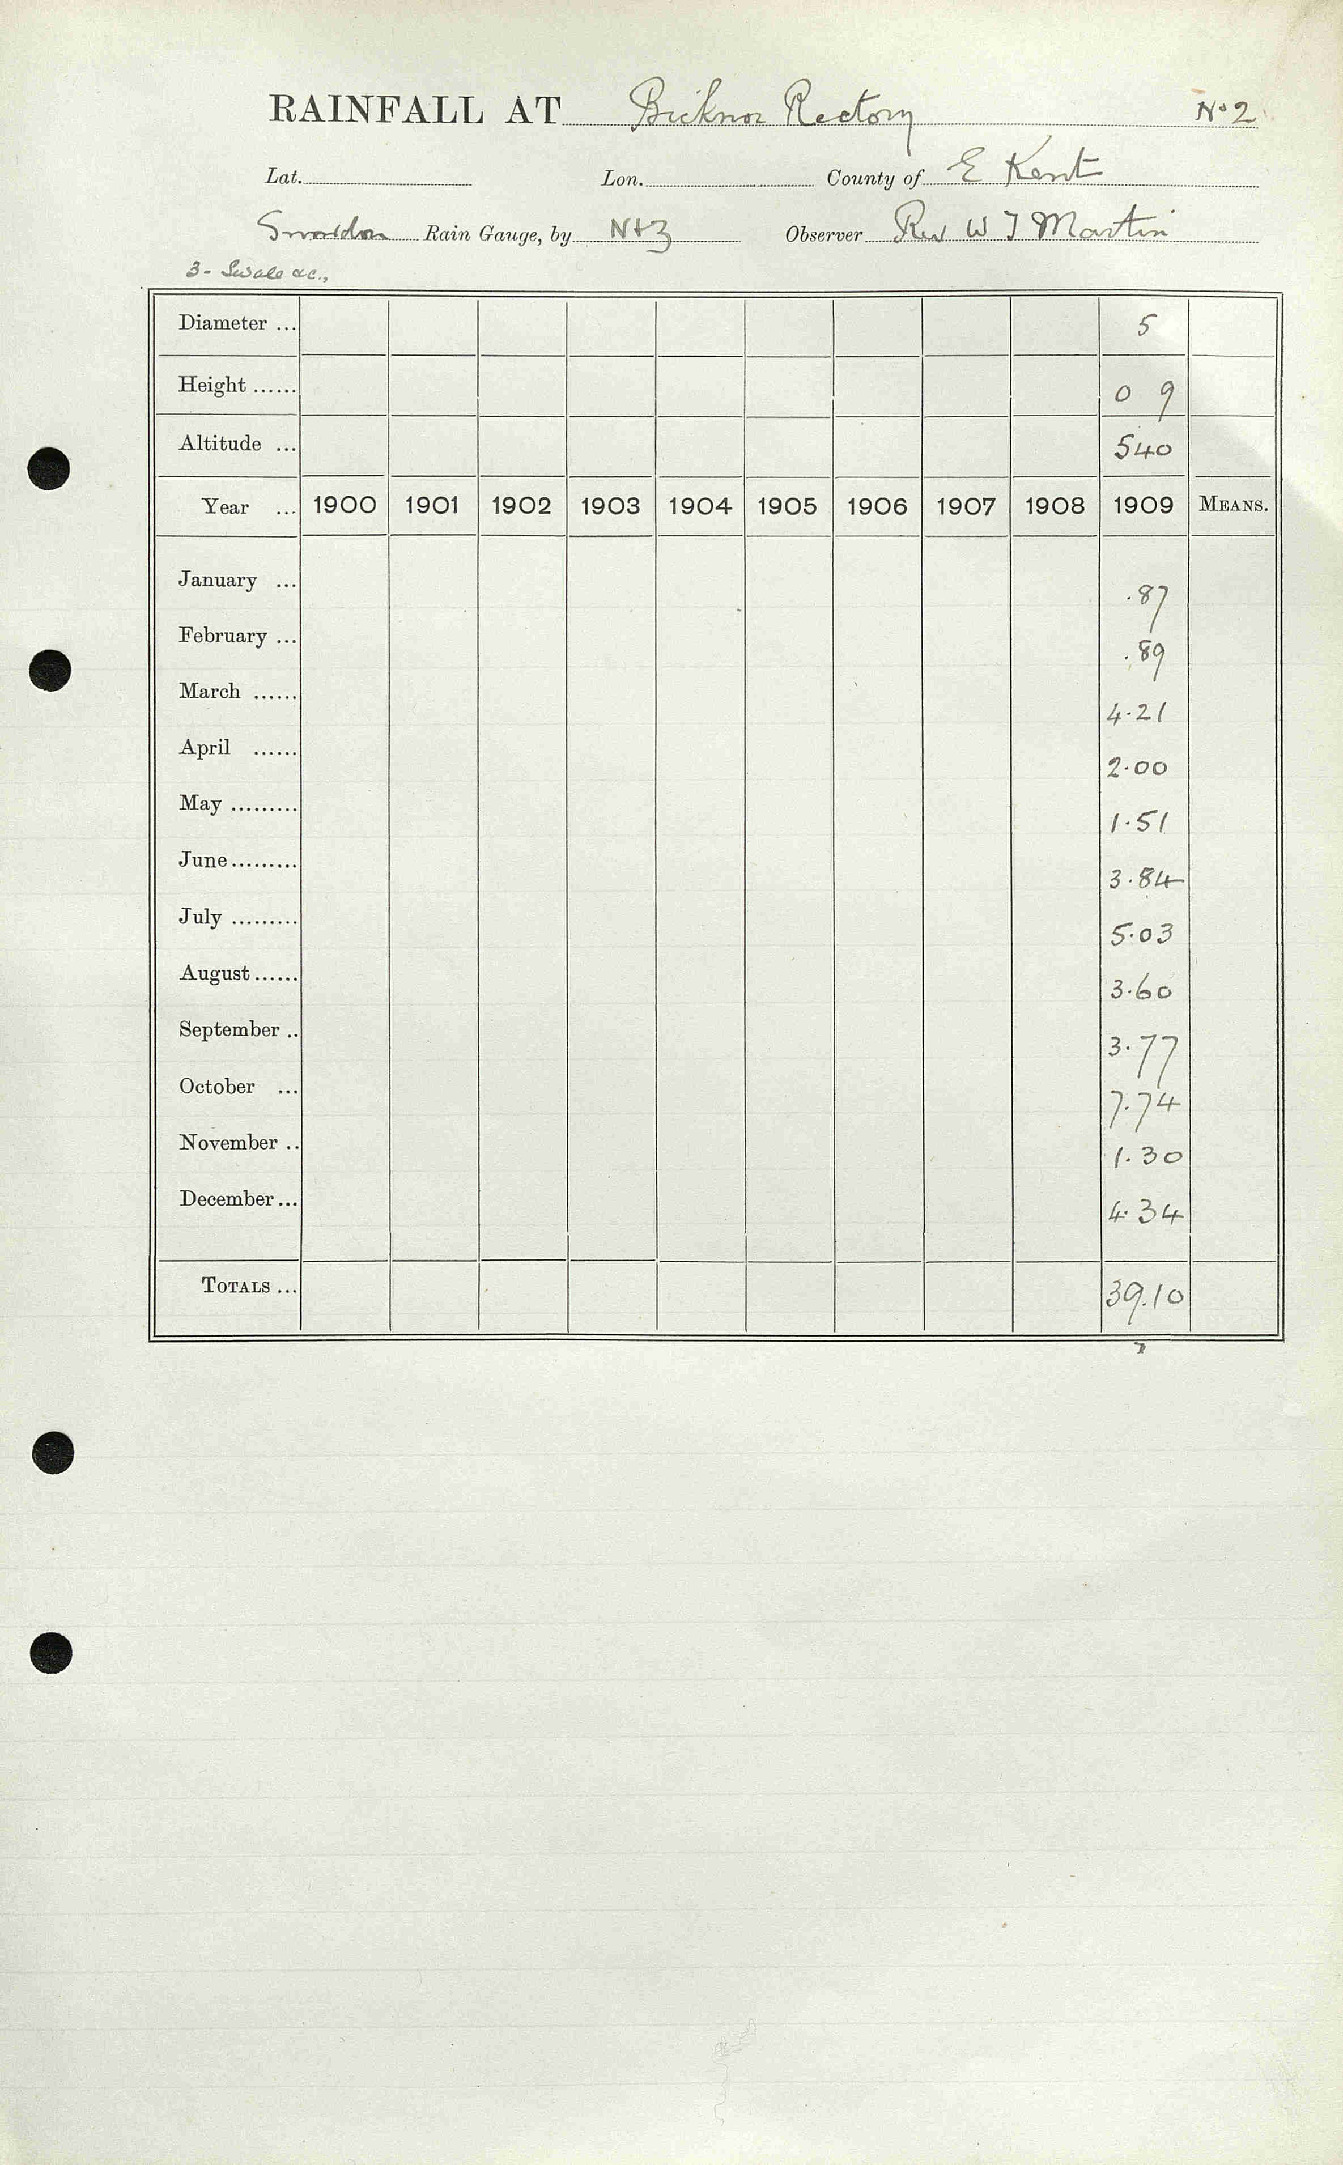 RAINFALL AT Bicknor Rectory No 2
Lat. Lon. County of E Kent
Snowdon Rain Gauge, by N&Z Observer Rev W J Martin
3 - Swale &c.,
Diameter ... 5
Height ...... 0 9
Altitude ... 540
Year ... 1900 1901 1902 1903 1904 1905 1906 1907 1908 1909 MEANS.
January ... .87
February ... .89
March ...... 4.21
April ...... 2.00
May ......... 1.51
June ......... 3.84
July ......... 5.03
August ...... 3.60
September .. 3.77
October ... 7.74
November .. 1.30
December ... 4.34
TOTALS ... 39.10